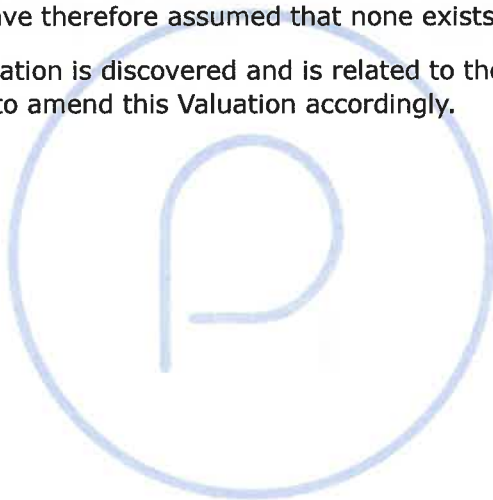 ve therefore assumed that none exists
ation is discovered and is related to the
to amend this Valuation accordingly.